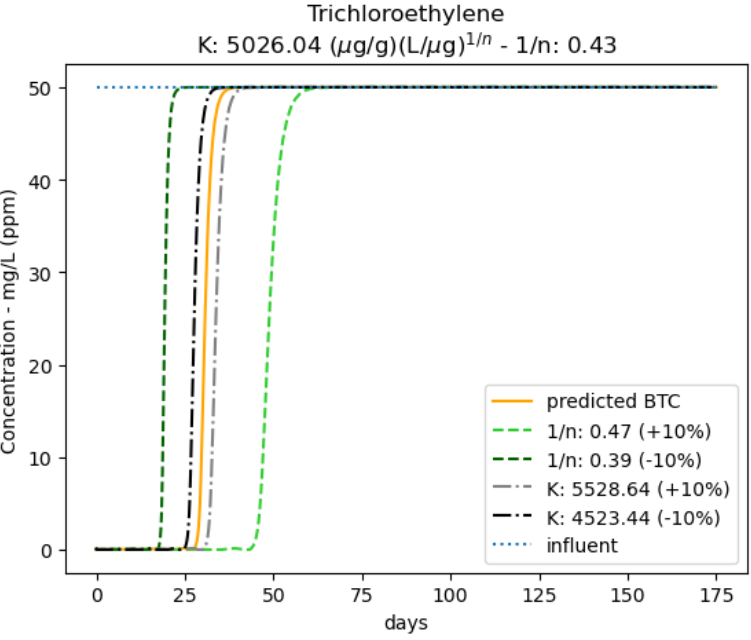 Trichloroethylene
K: 5026.04 (μg/g)(L/μg)^{1/n} - 1/n: 0.43
Concentration - mg/L (ppm)
50
40
30
20
10
0
0 25 50 75 100 125 150 175
days
predicted BTC
1/n: 0.47 (+10%)
1/n: 0.39 (-10%)
K: 5528.64 (+10%)
K: 4523.44 (-10%)
influent